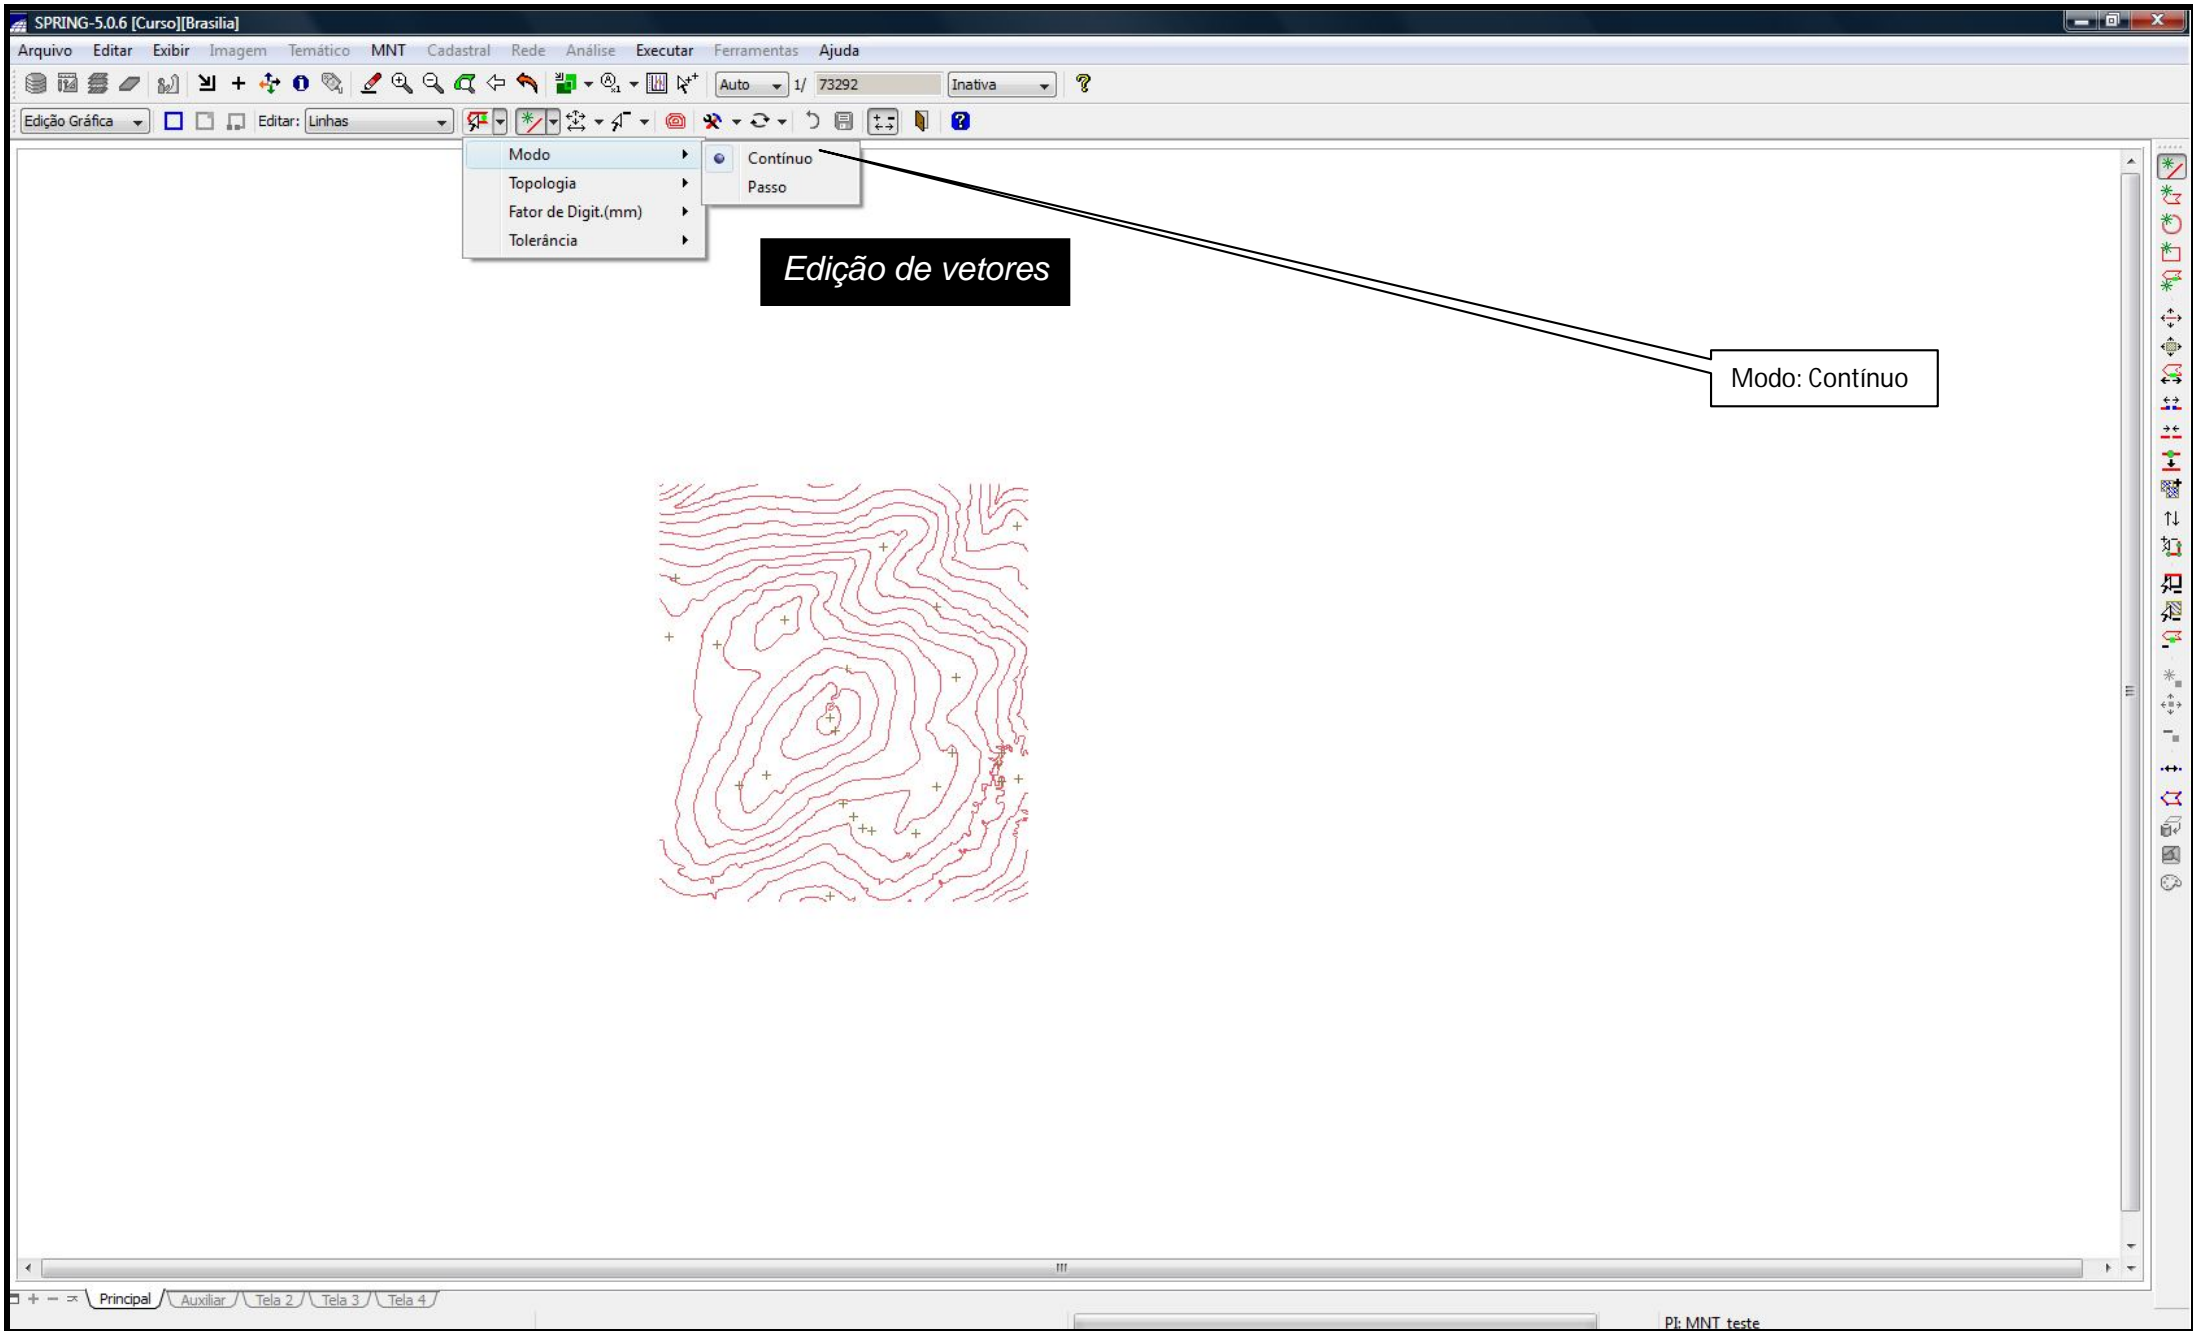 SPRING-5.0.6 [Curso][Brasilia]
Arquivo Editar Exibir Imagem Temático MNT Cadastral Rede Análise Executar Ferramentas Ajuda
Auto 1/ 73292 Inativa
Edição Gráfica Editar: Linhas
Modo
Topologia
Fator de Digit.(mm)
Tolerância
Contínuo
Passo
Edição de vetores
Modo: Contínuo
Principal Auxiliar Tela 2 Tela 3 Tela 4
PI: MNT teste